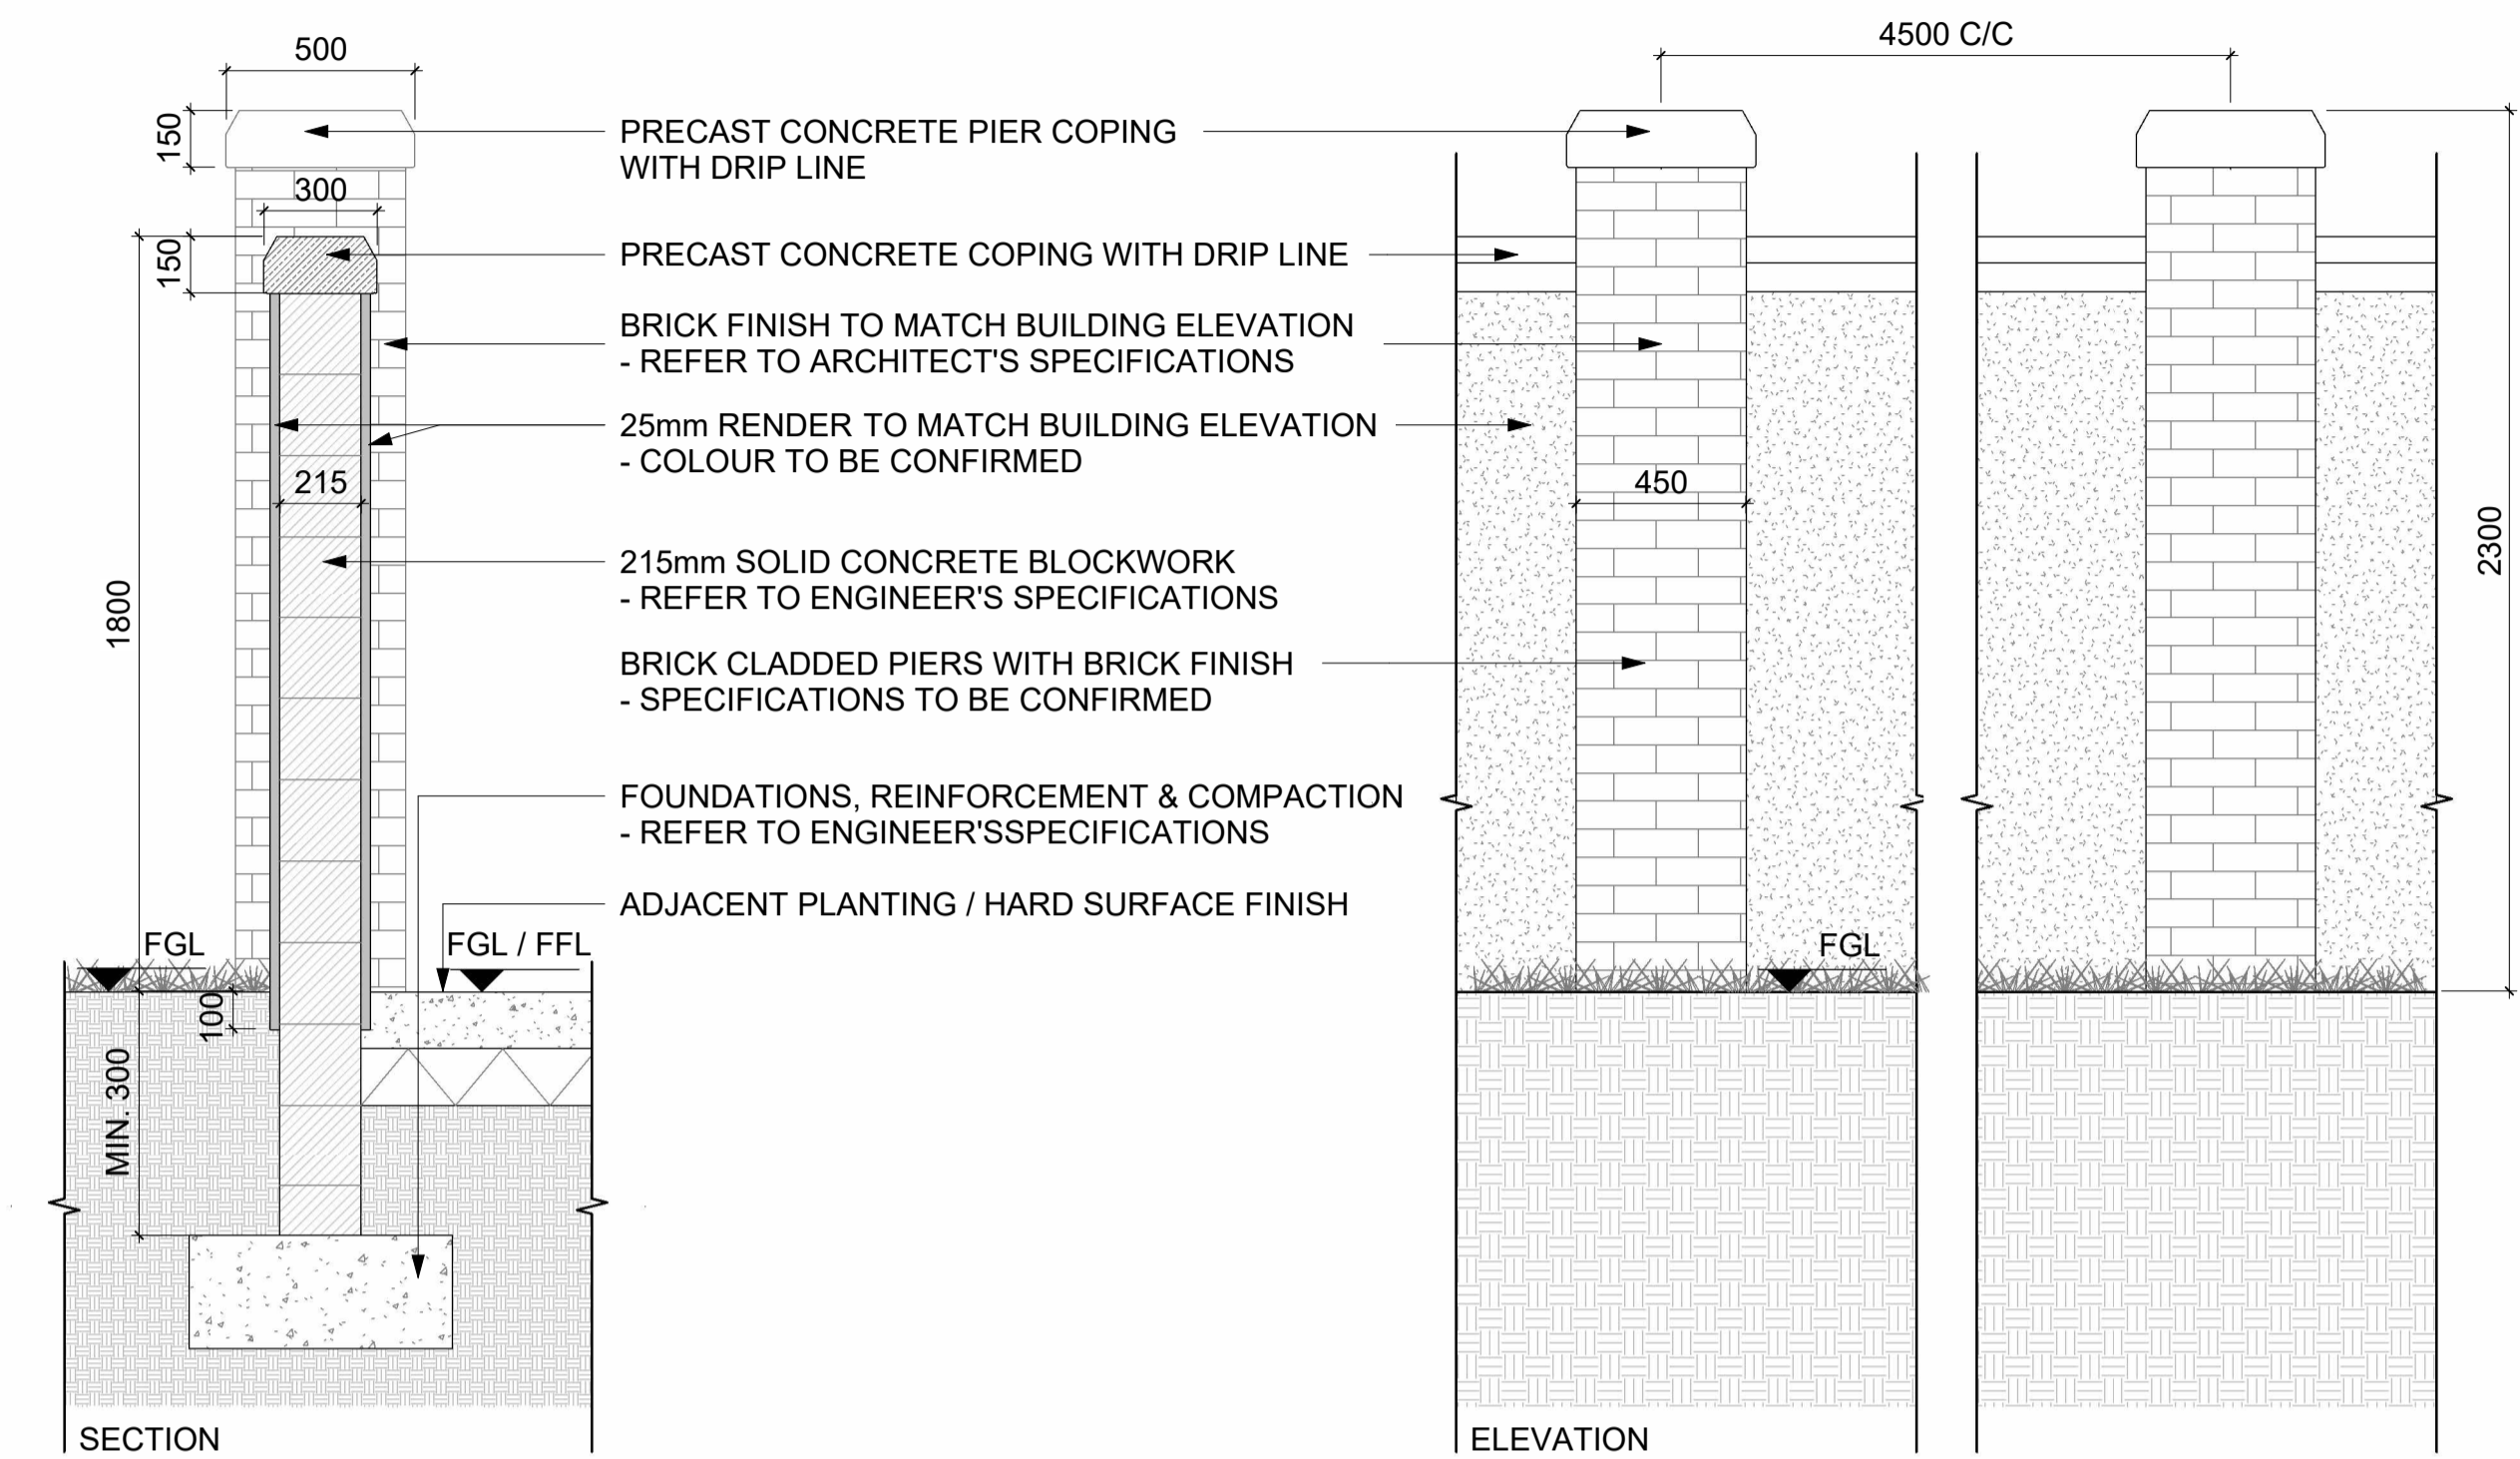 500
4500 C/C
150
PRECAST CONCRETE PIER COPING
WITH DRIP LINE
300
150
PRECAST CONCRETE COPING WITH DRIP LINE
BRICK FINISH TO MATCH BUILDING ELEVATION
- REFER TO ARCHITECT'S SPECIFICATIONS
25mm RENDER TO MATCH BUILDING ELEVATION
- COLOUR TO BE CONFIRMED
215
450
2300
215mm SOLID CONCRETE BLOCKWORK
- REFER TO ENGINEER'S SPECIFICATIONS
1800
BRICK CLADDED PIERS WITH BRICK FINISH
- SPECIFICATIONS TO BE CONFIRMED
FOUNDATIONS, REINFORCEMENT & COMPACTION
- REFER TO ENGINEER'SSPECIFICATIONS
ADJACENT PLANTING / HARD SURFACE FINISH
FGL
FGL / FFL
FGL
100
MIN. 300
SECTION
ELEVATION